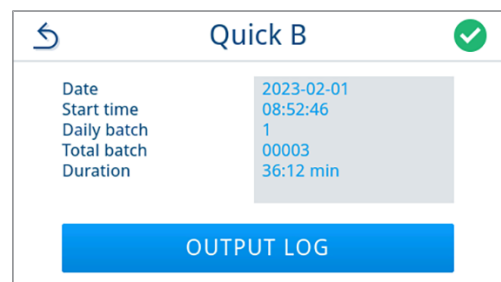 Quick B
Date 2023-02-01
Start time 08:52:46
Daily batch 1
Total batch 00003
Duration 36:12 min
OUTPUT LOG